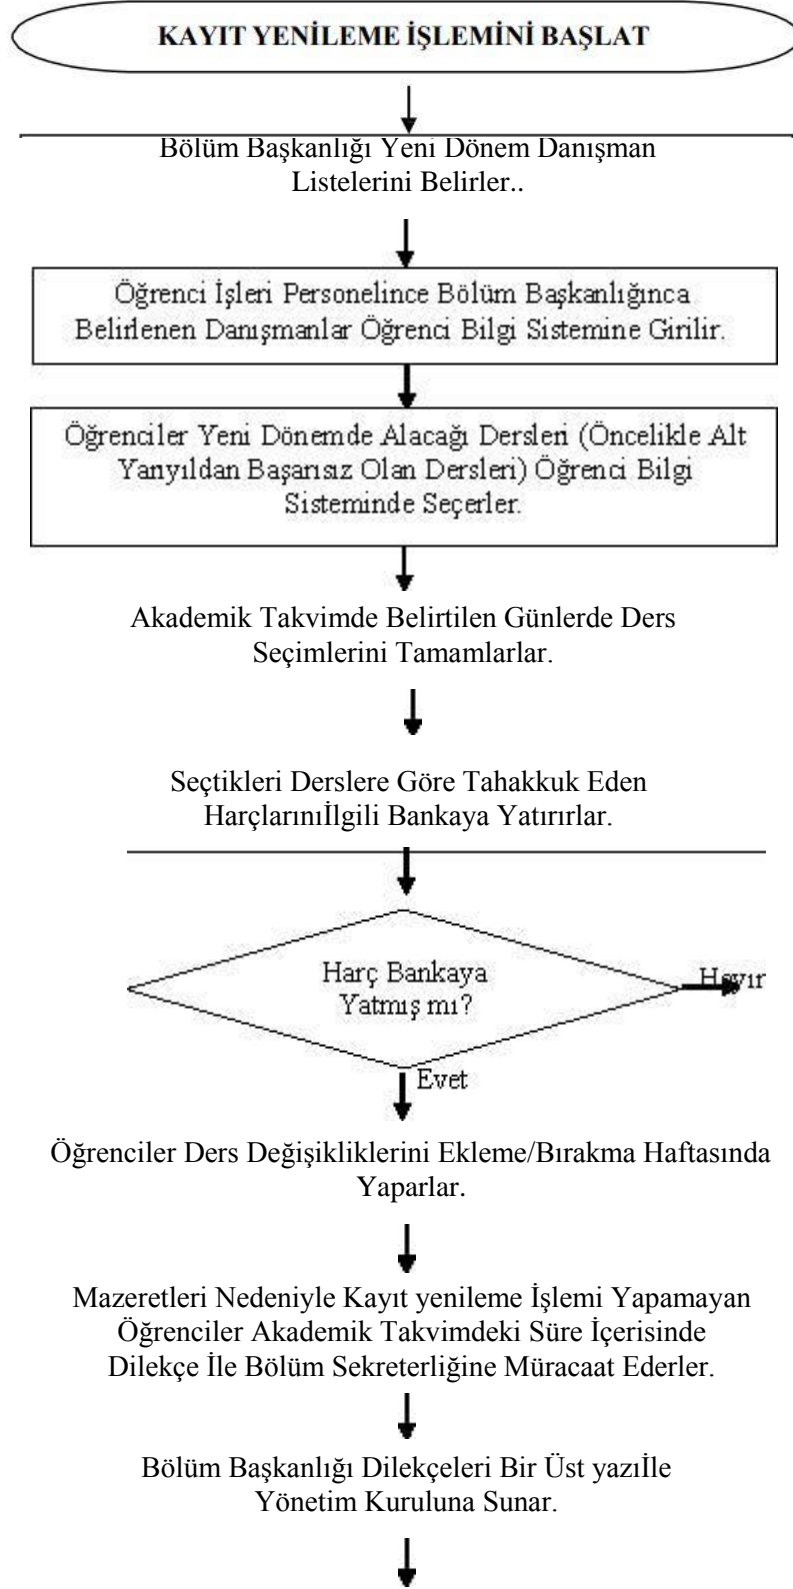 KAYIT YENİLEME İŞLEMİNİ BAŞLAT
Bölüm Başkanlığı Yeni Dönem Danışman
Listelerini Belirler..
Öğrenci İşleri Personelince Bölüm Başkanlığınca
Belirlenen Danışmanlar Öğrenci Bilgi Sistemine Girilir.
Öğrenciler Yeni Dönemde Alacağı Dersleri (Öncelikle Alt
Yarıyıldan Başarısız Olan Dersleri) Öğrenci Bilgi
Sisteminde Seçerler.
Akademik Takvimde Belirtilen Günlerde Ders
Seçimlerini Tamamlarlar.
Seçtikleri Derslere Göre Tahakkuk Eden
Harçlarınıİlgili Bankaya Yatırırlar.
Harç Bankaya
Yatmış mı?
Hayır
Evet
Öğrenciler Ders Değişikliklerini Ekleme/Bırakma Haftasında
Yaparlar.
Mazeretleri Nedeniyle Kayıt yenileme İşlemi Yapamayan
Öğrenciler Akademik Takvimdeki Süre İçerisinde
Dilekçe İle Bölüm Sekreterliğine Müracaat Ederler.
Bölüm Başkanlığı Dilekçeleri Bir Üst yazıİle
Yönetim Kuruluna Sunar.